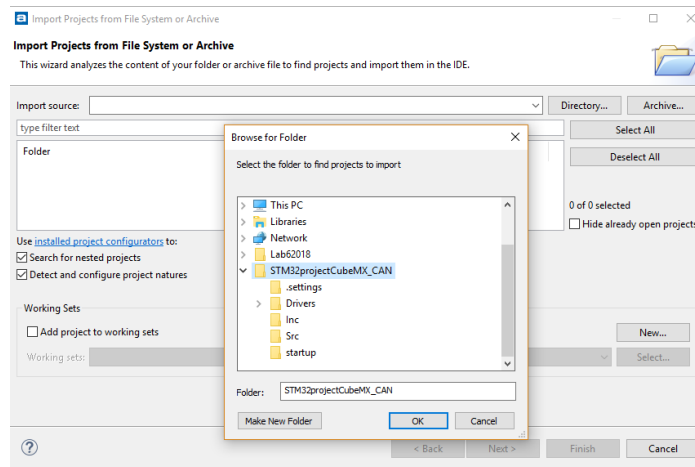 Import Projects from File System or Archive
Import Projects from File System or Archive
This wizard analyzes the content of your folder or archive file to find projects and import them in the IDE.
Import source:
Directory...
Archive...
type filter text
Select All
Folder
Deselect All
0 of 0 selected
Hide already open projects
Use installed project configurators to:
Search for nested projects
Detect and configure project natures
Working Sets
Add project to working sets
New...
Working sets:
Select...
< Back
Next >
Finish
Cancel
Browse for Folder
Select the folder to find projects to import
This PC
Libraries
Network
Lab62018
STM32projectCubeMX_CAN
.settings
Drivers
Inc
Src
startup
Folder:
STM32projectCubeMX_CAN
Make New Folder
OK
Cancel